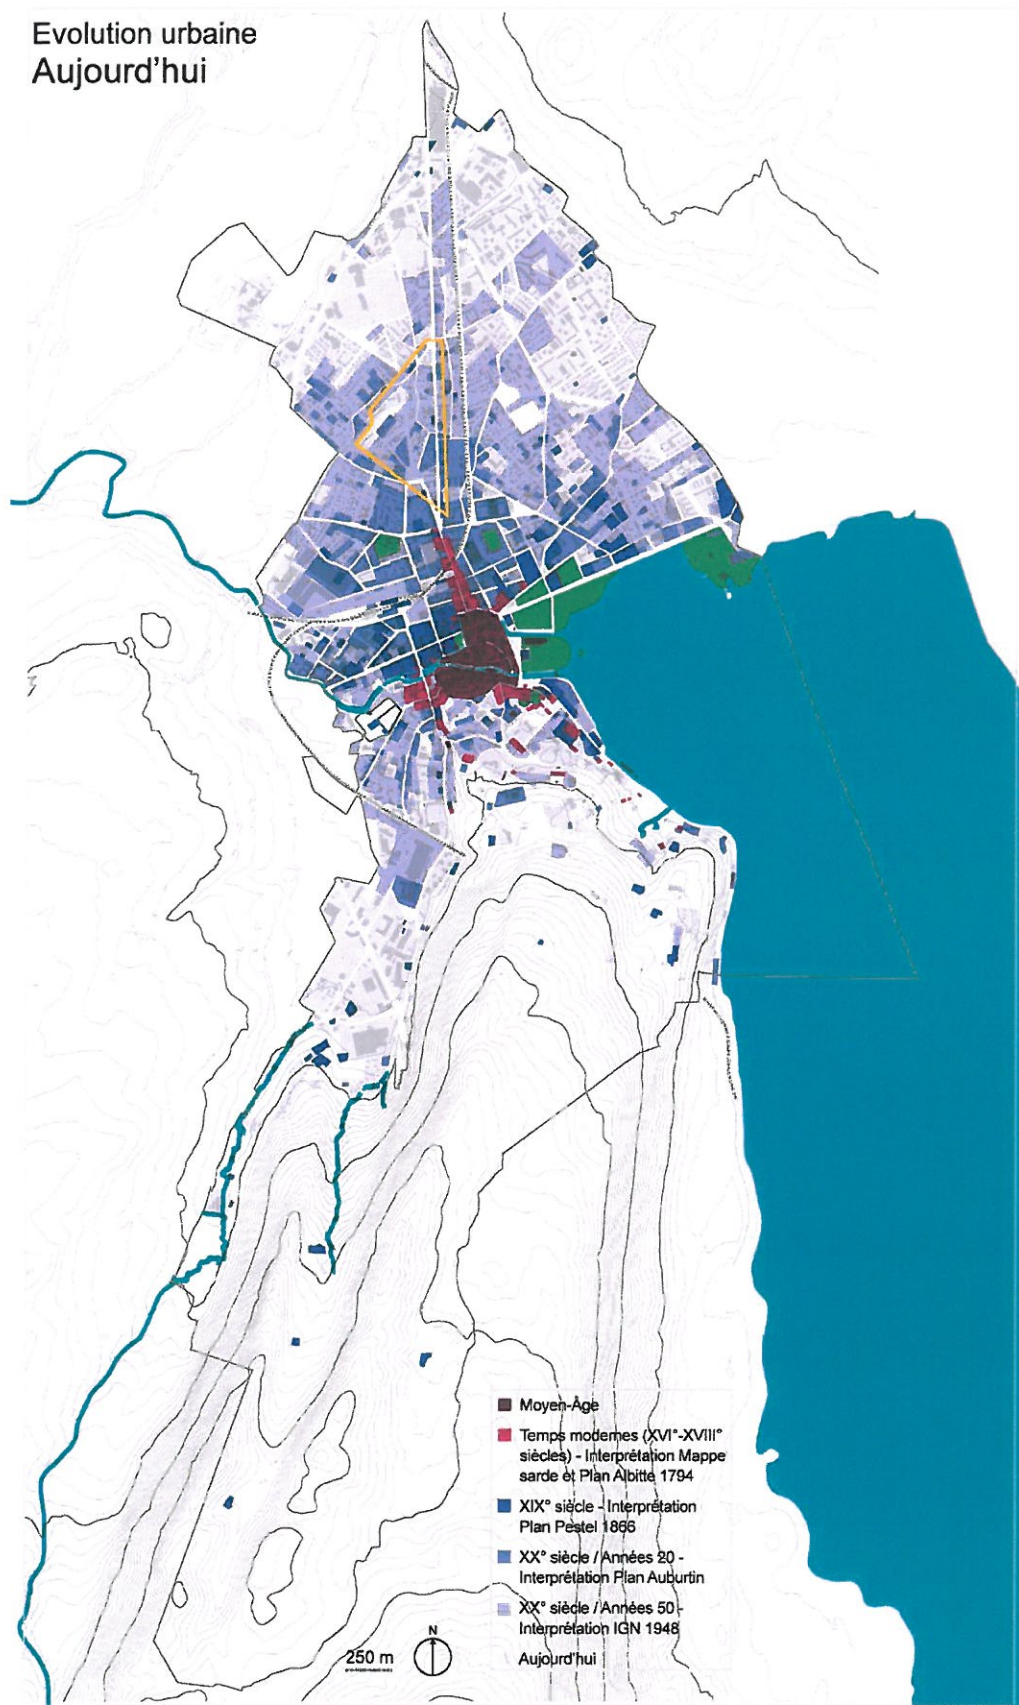 Evolution urbaine
Aujourd'hui
Moyen-Âge
Temps modernes (XVI°-XVIII°
siècles) - Interprétation Mappe
sarde et Plan Albitte 1794
XIX° siècle - Interprétation
Plan Pestel 1866
XX° siècle / Années 20 -
Interprétation Plan Auburtin
XX° siècle / Années 50 -
Interprétation IGN 1948
Aujourd'hui
N
250 m